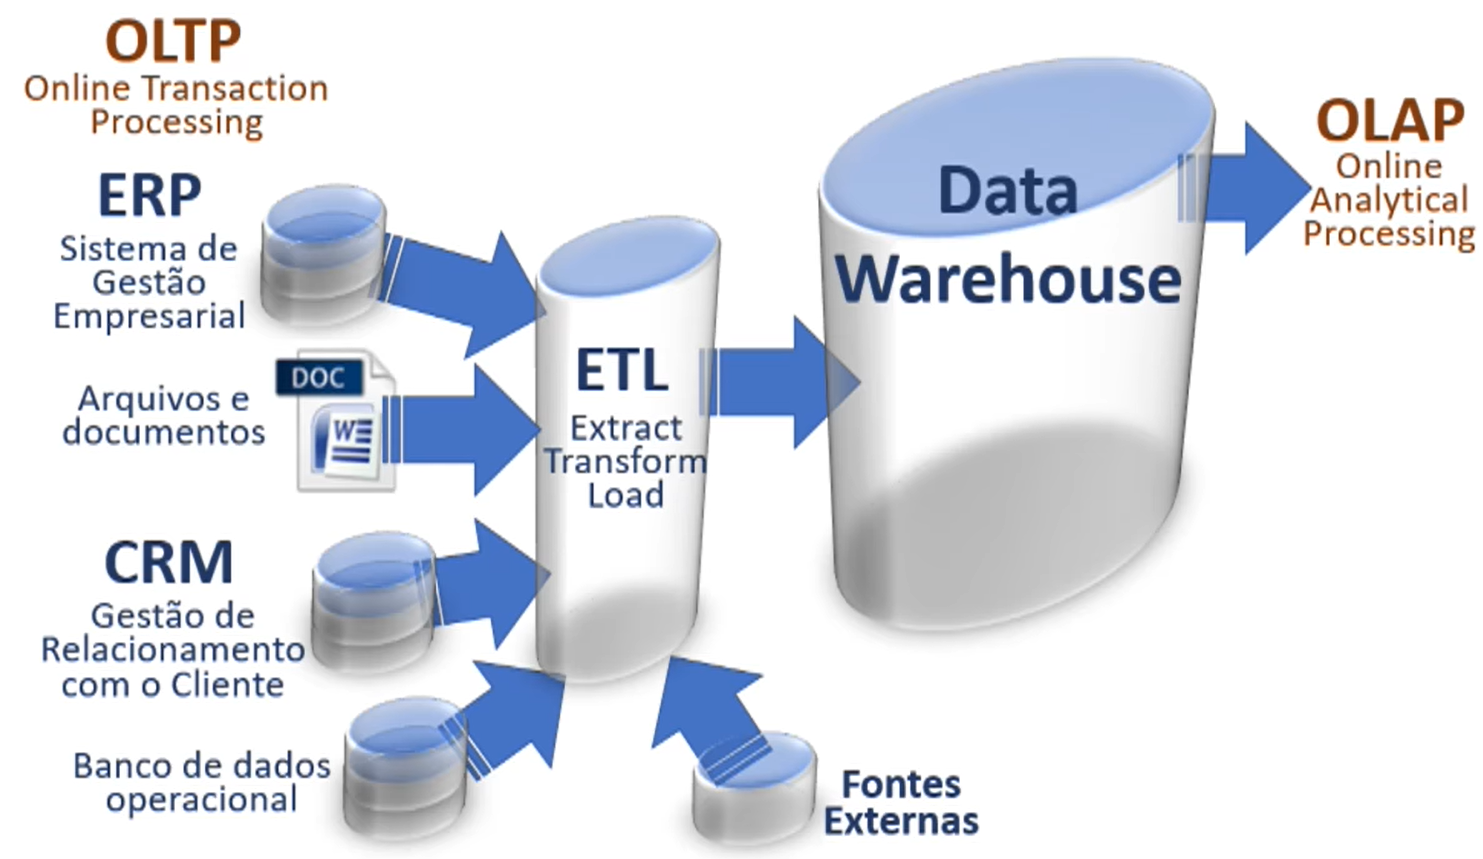 OLTP
Online Transaction
Processing
ERP
Sistema de
Gestão
Empresarial
DOC
W
Arquivos e
documentos
CRM
Gestão de
Relacionamento
com o Cliente
Banco de dados
operacional
ETL
Extract
Transform
Load
Fontes
Externas
Data
Warehouse
OLAP
Online
Analytical
Processing